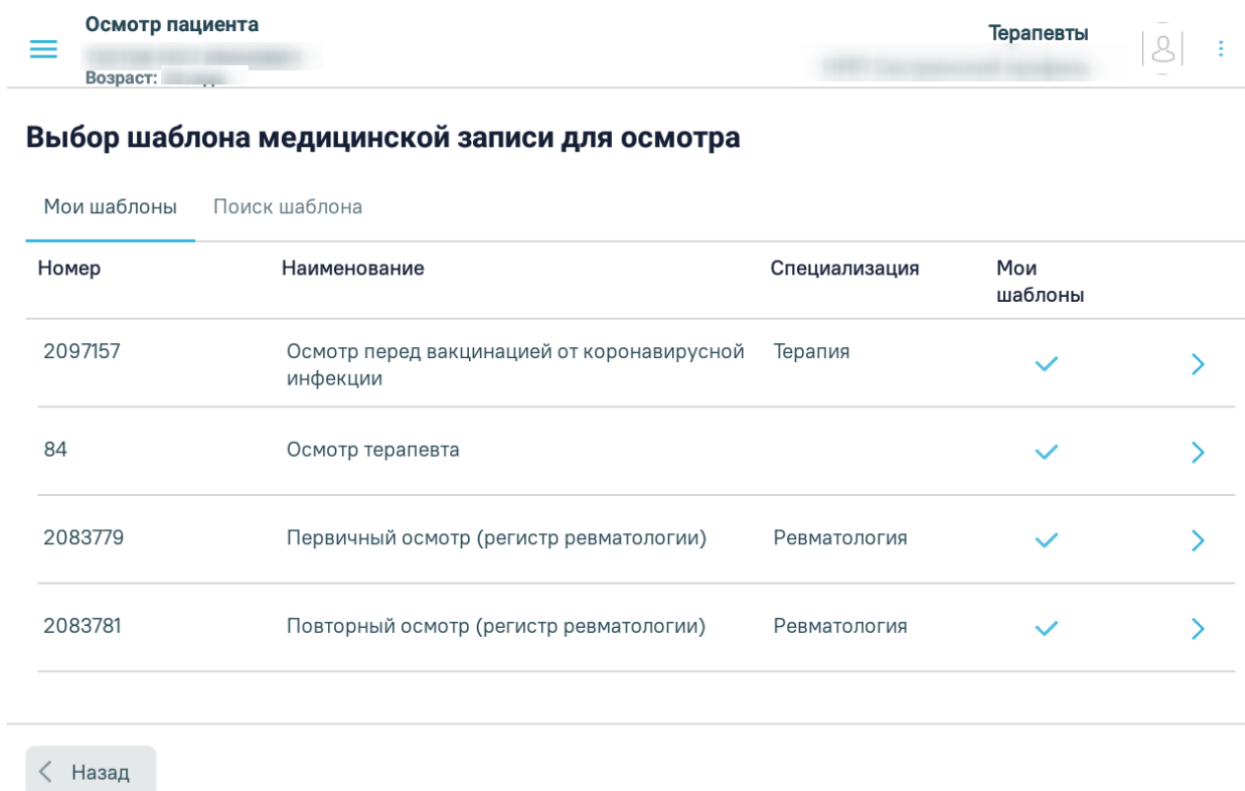 Осмотр пациента
Терапевты
Возраст:
Выбор шаблона медицинской записи для осмотра
Мои шаблоны Поиск шаблона
Номер Наименование Специализация Мои
шаблоны
2097157 Осмотр перед вакцинацией от коронавирусной Терапия
инфекции
84 Осмотр терапевта
2083779 Первичный осмотр (регистр ревматологии) Ревматология
2083781 Повторный осмотр (регистр ревматологии) Ревматология
Назад